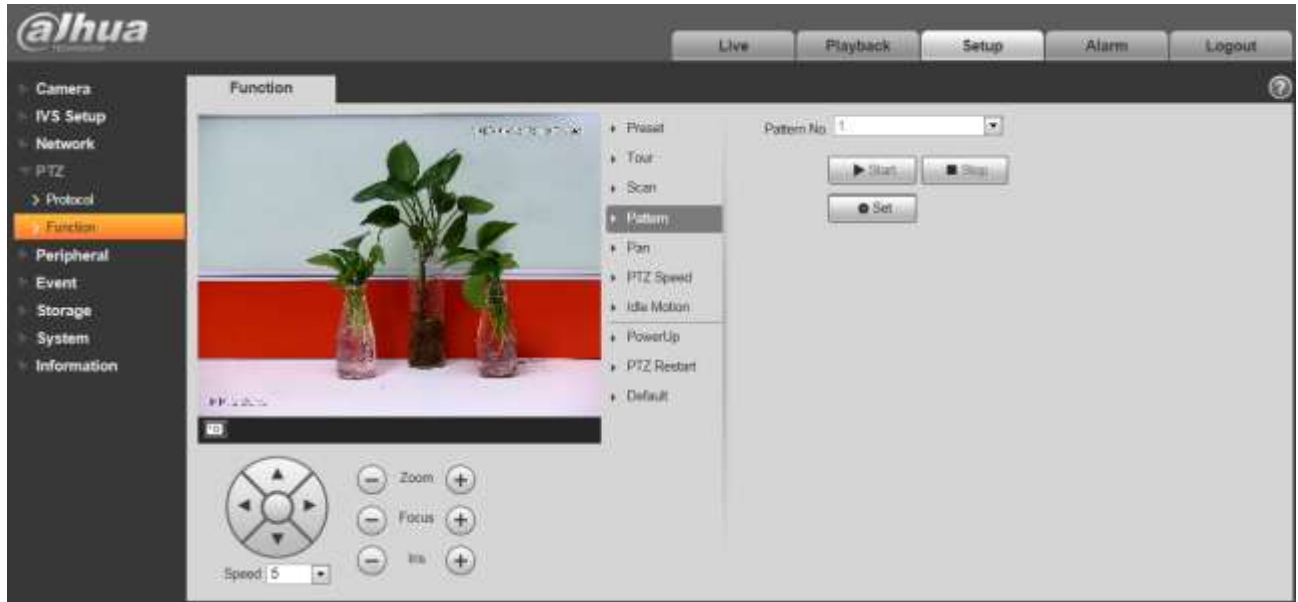 alhua
TECHNOLOGY
Live
Playback
Setup
Alarm
Logout
Camera
IVS Setup
Network
PTZ
Protocol
Function
Peripheral
Event
Storage
System
Information
Function
Preset
Tour
Scan
Pattern
Pan
PTZ Speed
Idle Motion
PowerUp
PTZ Restart
Default
Pattern No. 1
Start
Stop
Set
Zoom
Focus
Iris
Speed 5